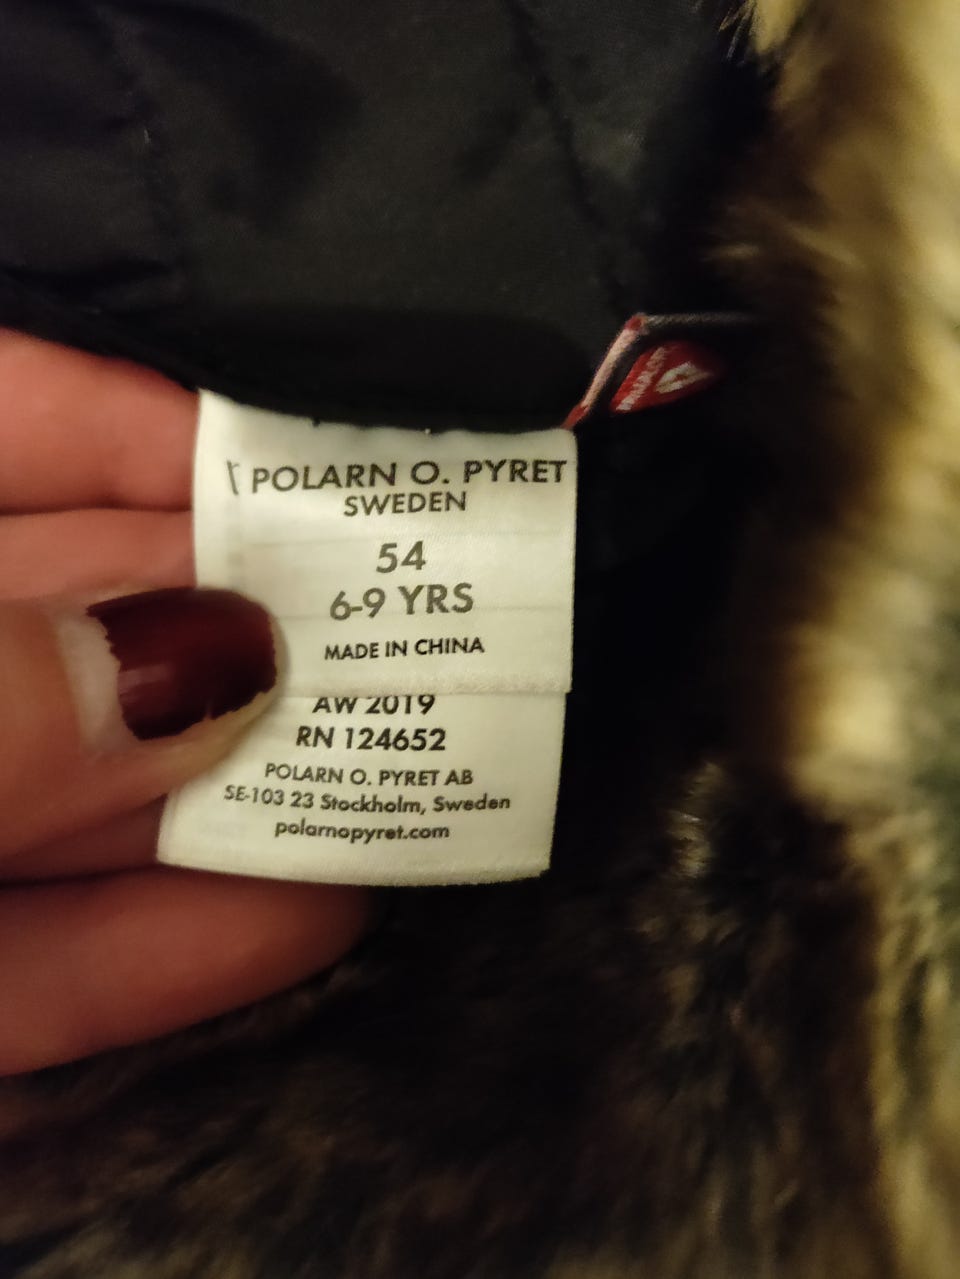 POLARN O. PYRET
SWEDEN
54
6-9 YRS
MADE IN CHINA
AW 2019
RN 124652
POLARN O. PYRET AB
SE-103 23 Stockholm, Sweden
polarnopyret.com